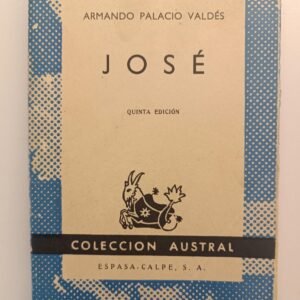 ARMANDO PALACIO VALDÉS
JOSÉ
QUINTA EDICIÓN
COLECCION AUSTRAL
ESPASA-CALPE, S. A.